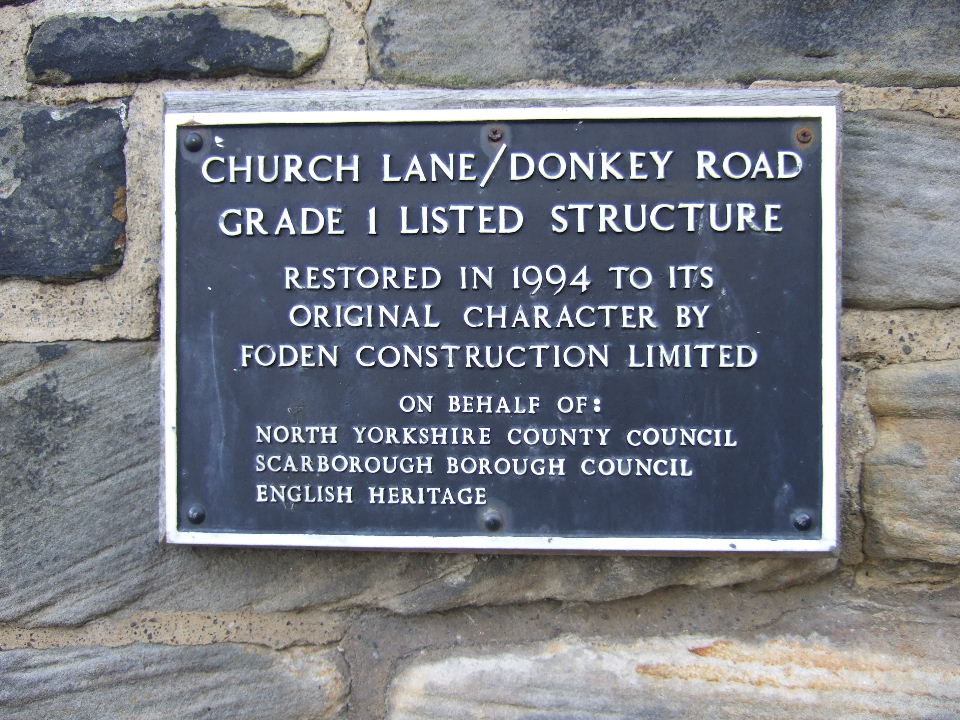 CHURCH LANE/DONKEY ROAD
GRADE 1 LISTED STRUCTURE
RESTORED IN 1994 TO ITS
ORIGINAL CHARACTER BY
FODEN CONSTRUCTION LIMITED
ON BEHALF OF:
NORTH YORKSHIRE COUNTY COUNCIL
SCARBOROUGH BOROUGH COUNCIL
ENGLISH HERITAGE